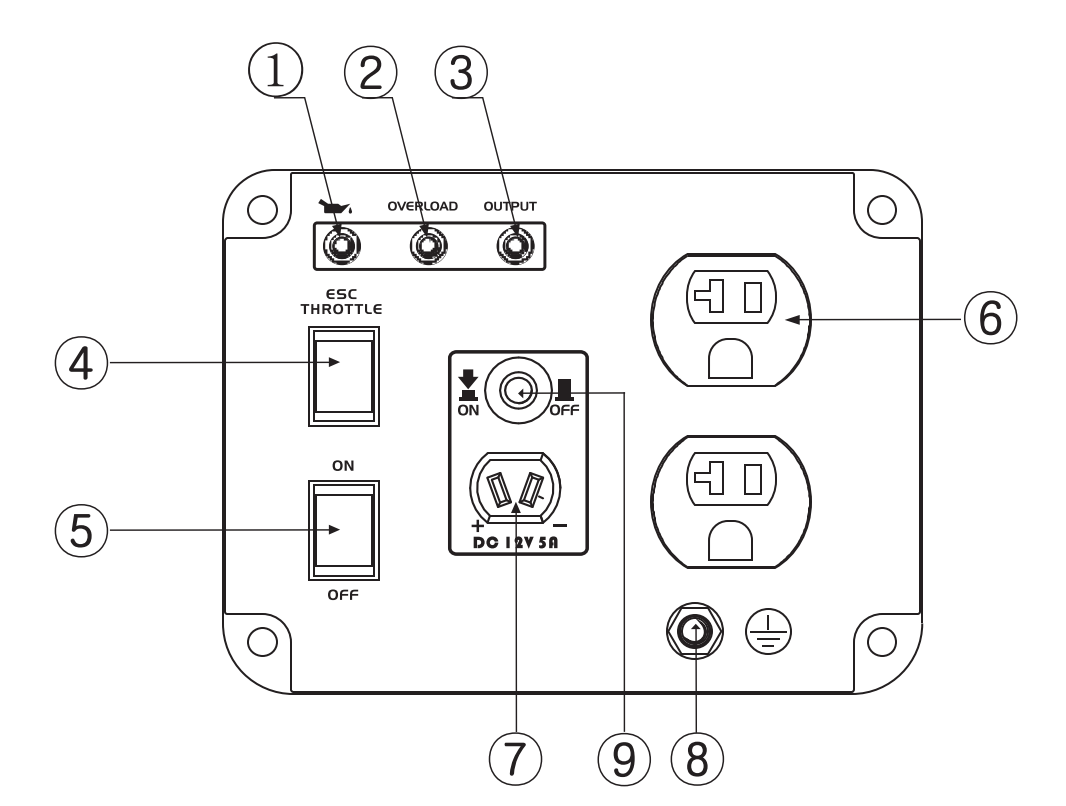 1 2 3
OVERLOAD OUTPUT
ESC
THROTTLE
4
6
ON OFF
ON
5
+ −
DC 12V 5A
OFF
7 9 8